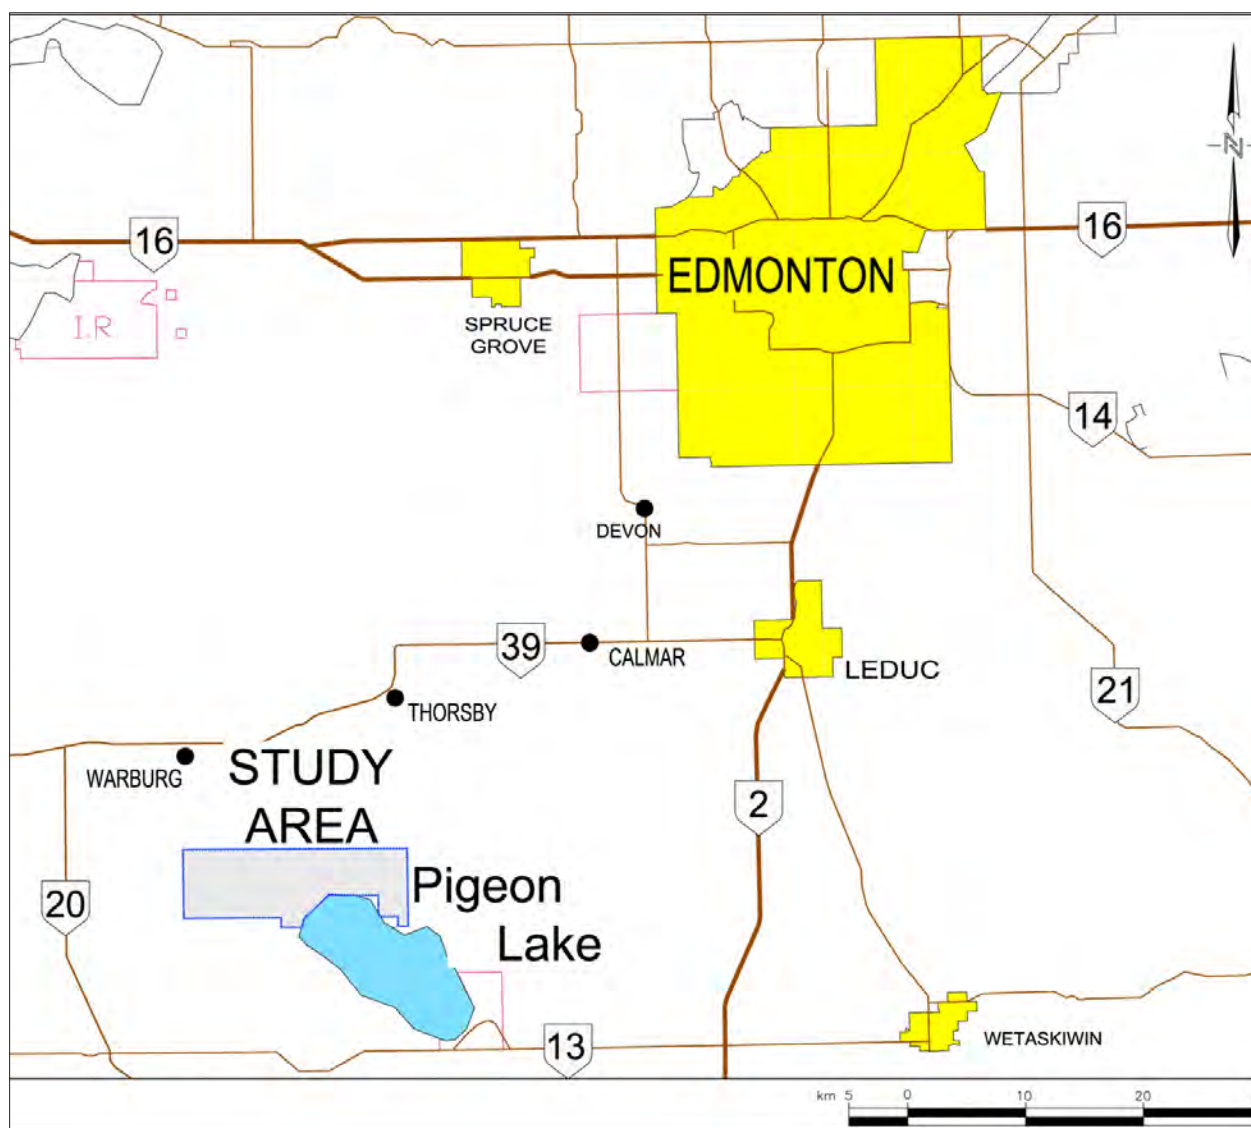 N
16
16
EDMONTON
I.R
SPRUCE
GROVE
14
DEVON
39
CALMAR
LEDUC
21
THORSBY
STUDY
AREA
WARBURG
2
Pigeon
Lake
20
13
WETASKIWIN
km 5 0 10 20